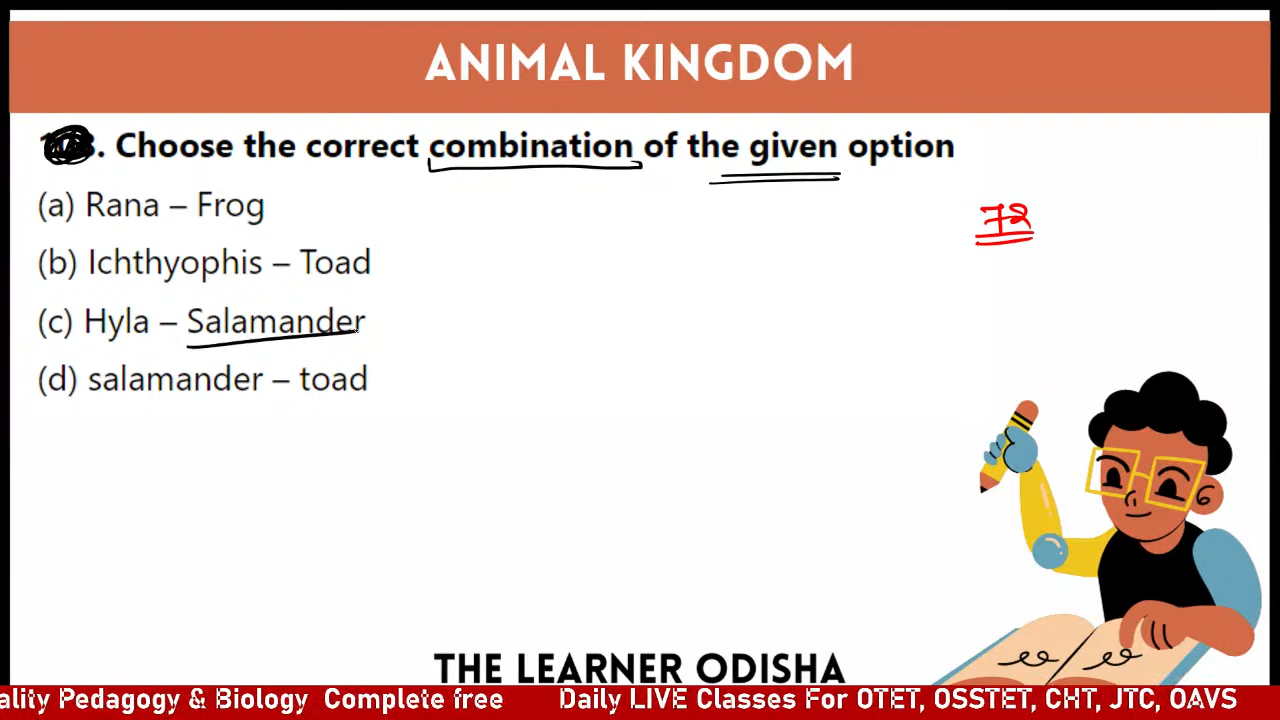 ANIMAL KINGDOM
. Choose the correct combination of the given option
(a) Rana – Frog
72
(b) Ichthyophis – Toad
(c) Hyla – Salamander
(d) salamander – toad
THE LEARNER ODISHA
ality Pedagogy & Biology Complete free Daily LIVE Classes For OTET, OSSTET, CHT, JTC, OAVS